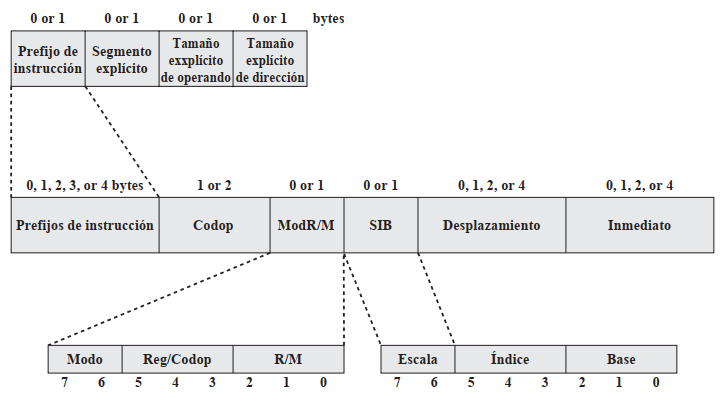 0 or 1 0 or 1 0 or 1 0 or 1 bytes
Prefijo de instrucción
Segmento explícito
Tamaño exxplícito de operando
Tamaño explícito de dirección
0, 1, 2, 3, or 4 bytes 1 or 2 0 or 1 0 or 1 0, 1, 2, or 4 0, 1, 2, or 4
Prefijos de instrucción Codop ModR/M SIB Desplazamiento Inmediato
Modo Reg/Codop R/M Escala Índice Base
7 6 5 4 3 2 1 0 7 6 5 4 3 2 1 0